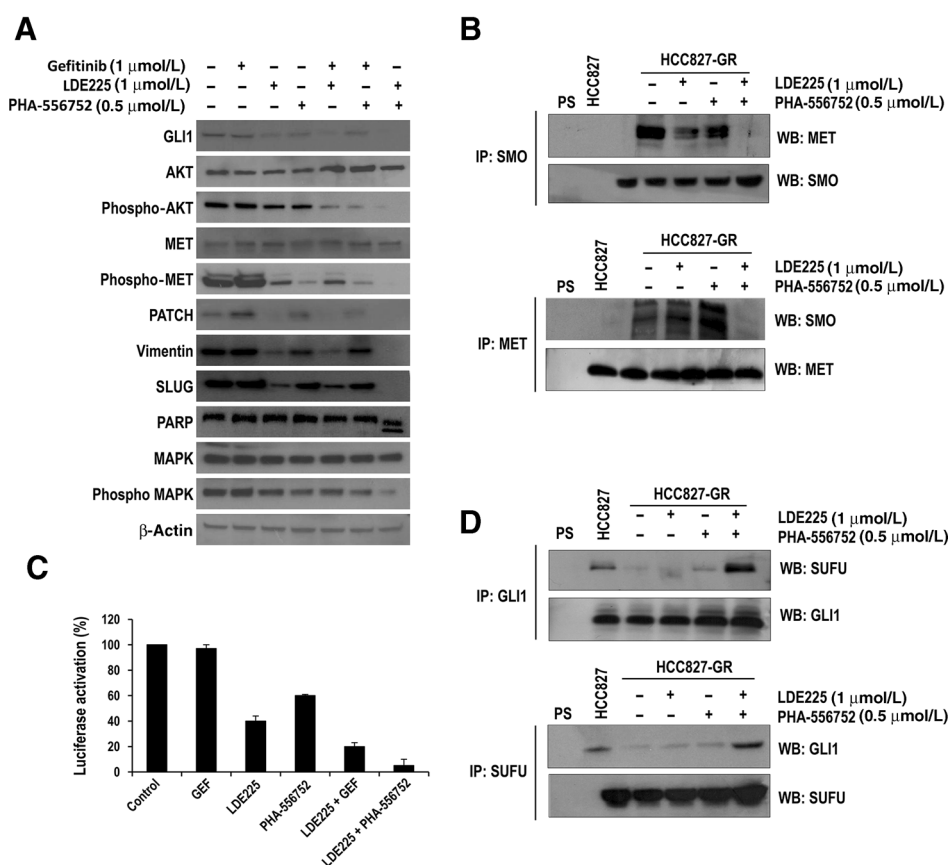 A
Gefitinib (1 μmol/L) – + – – + + –
LDE225 (1 μmol/L) – – + – + – +
PHA-556752 (0.5 μmol/L) – – – + – + +
GLI1
AKT
Phospho-AKT
MET
Phospho-MET
PATCH
Vimentin
SLUG
PARP
MAPK
Phospho MAPK
β-Actin
B
HCC827-GR
PS HCC827 – + – + LDE225 (1 μmol/L)
– – + + PHA-556752 (0.5 μmol/L)
IP: SMO
WB: MET
WB: SMO
HCC827-GR
PS HCC827 – + – + LDE225 (1 μmol/L)
– – + + PHA-556752 (0.5 μmol/L)
IP: MET
WB: SMO
WB: MET
C
Luciferase activation (%)
120
100
80
60
40
20
0
Control
GEF
LDE225
PHA-556752
LDE225 + GEF
LDE225 + PHA-556752
D
HCC827-GR
PS HCC827 – + – + LDE225 (1 μmol/L)
– – + + PHA-556752 (0.5 μmol/L)
IP: GLI1
WB: SUFU
WB: GLI1
HCC827-GR
PS HCC827 – + – + LDE225 (1 μmol/L)
– – + + PHA-556752 (0.5 μmol/L)
IP: SUFU
WB: GLI1
WB: SUFU